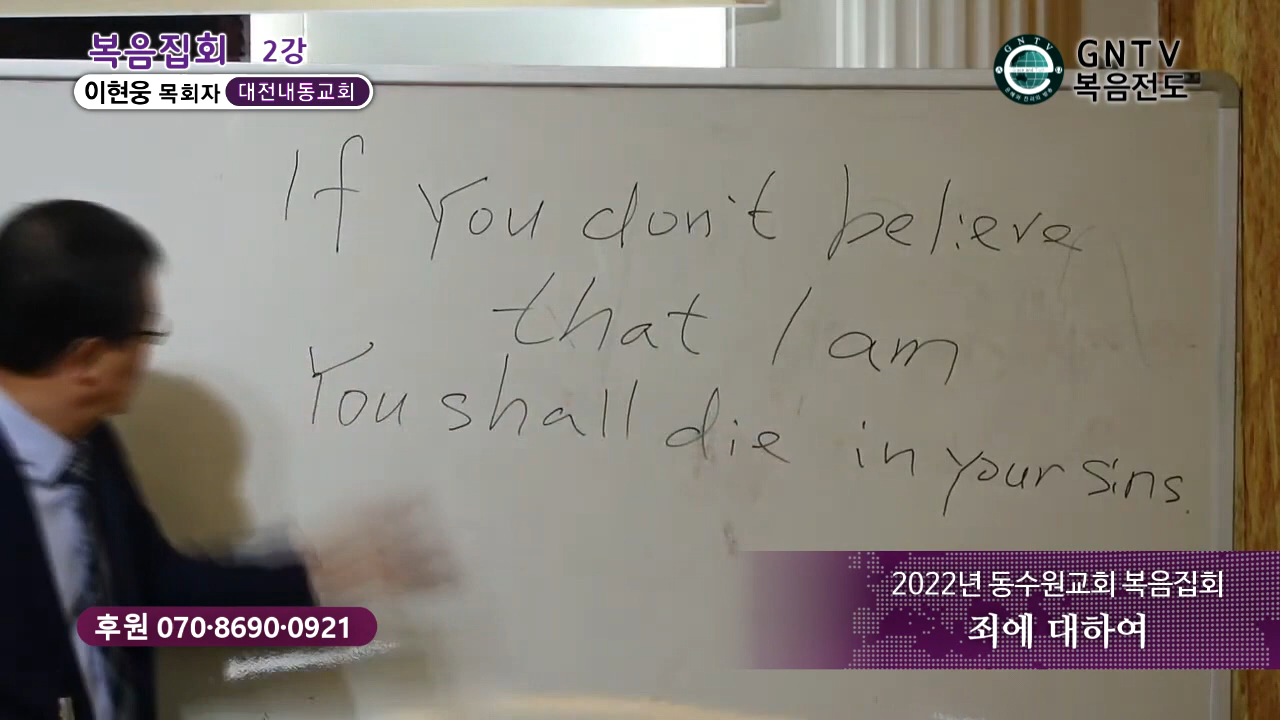 복음집회 2강
이현웅 목회자 대전내동교회
GNTV
복음전도
If You don't believe
that I am
You shall die in your sins.
2022년 동수원교회 복음집회
죄에 대하여
후원 070·8690·0921